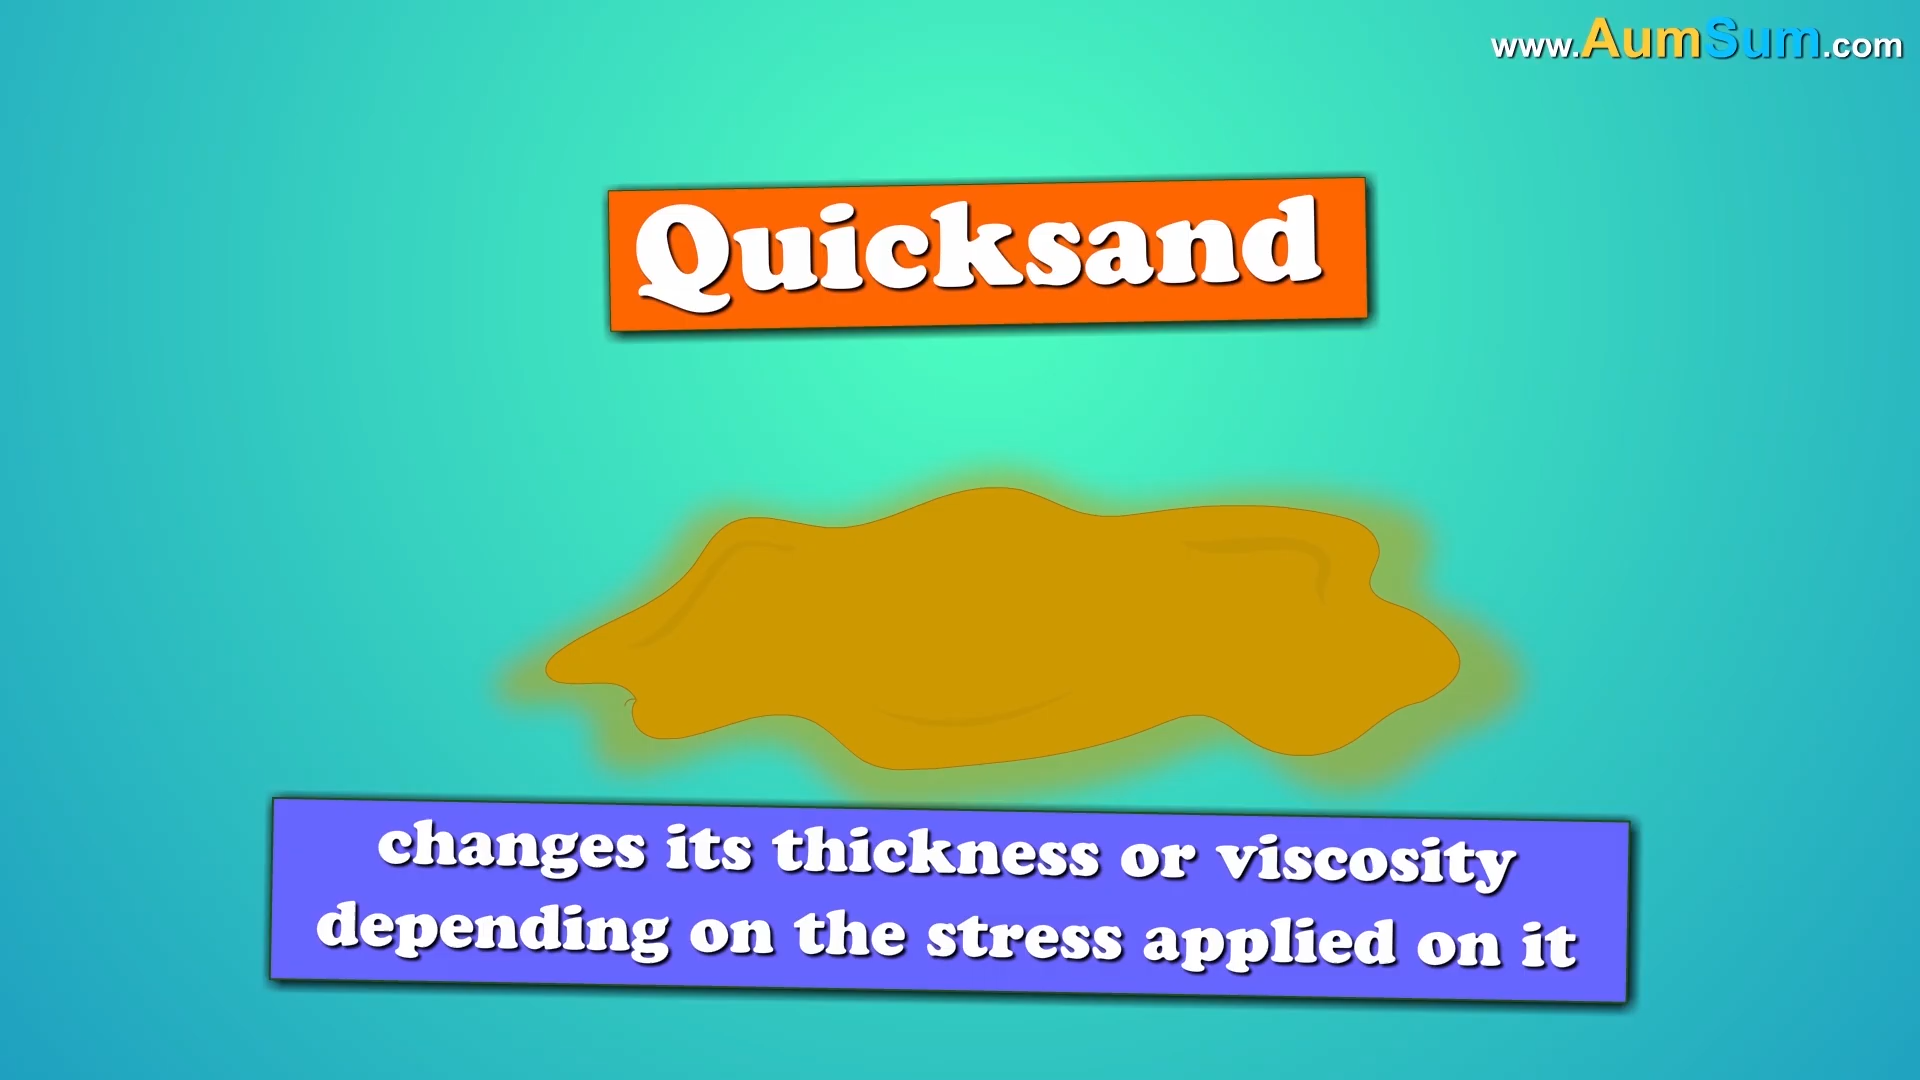 www.AumSum.com
Quicksand
changes its thickness or viscosity
depending on the stress applied on it